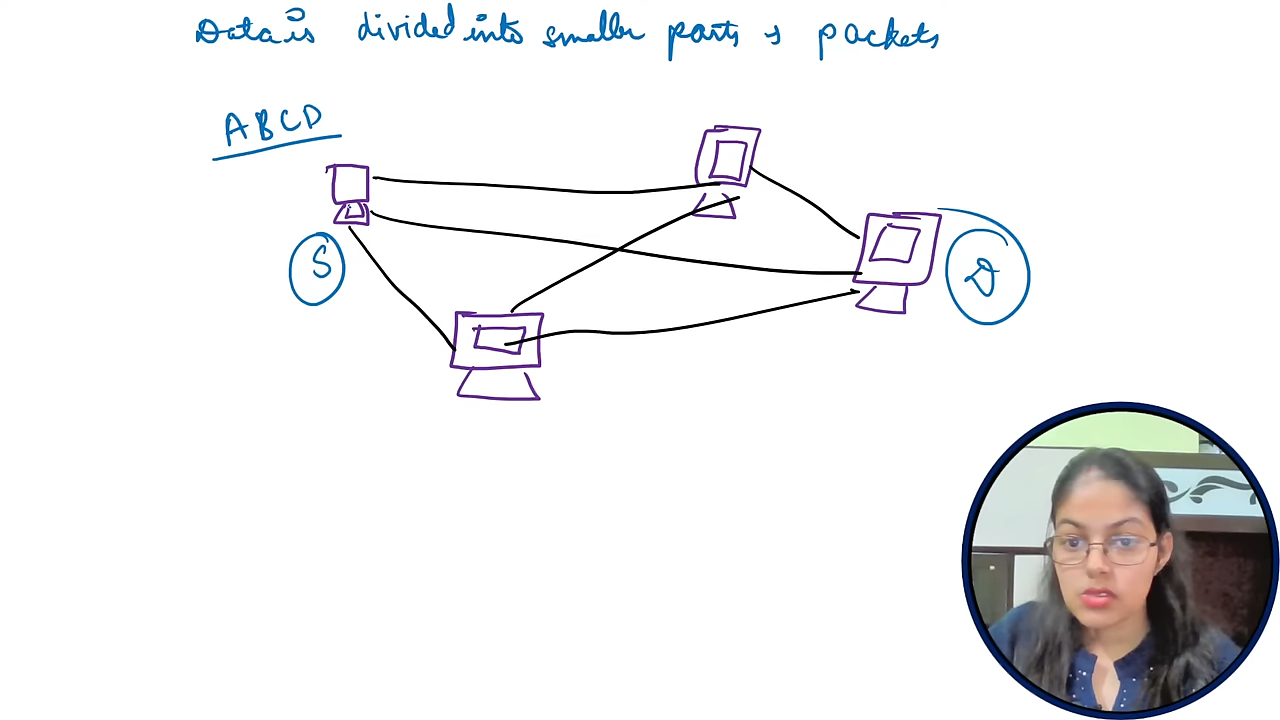 Data is divided into smaller parts → packets
ABCD
S
D